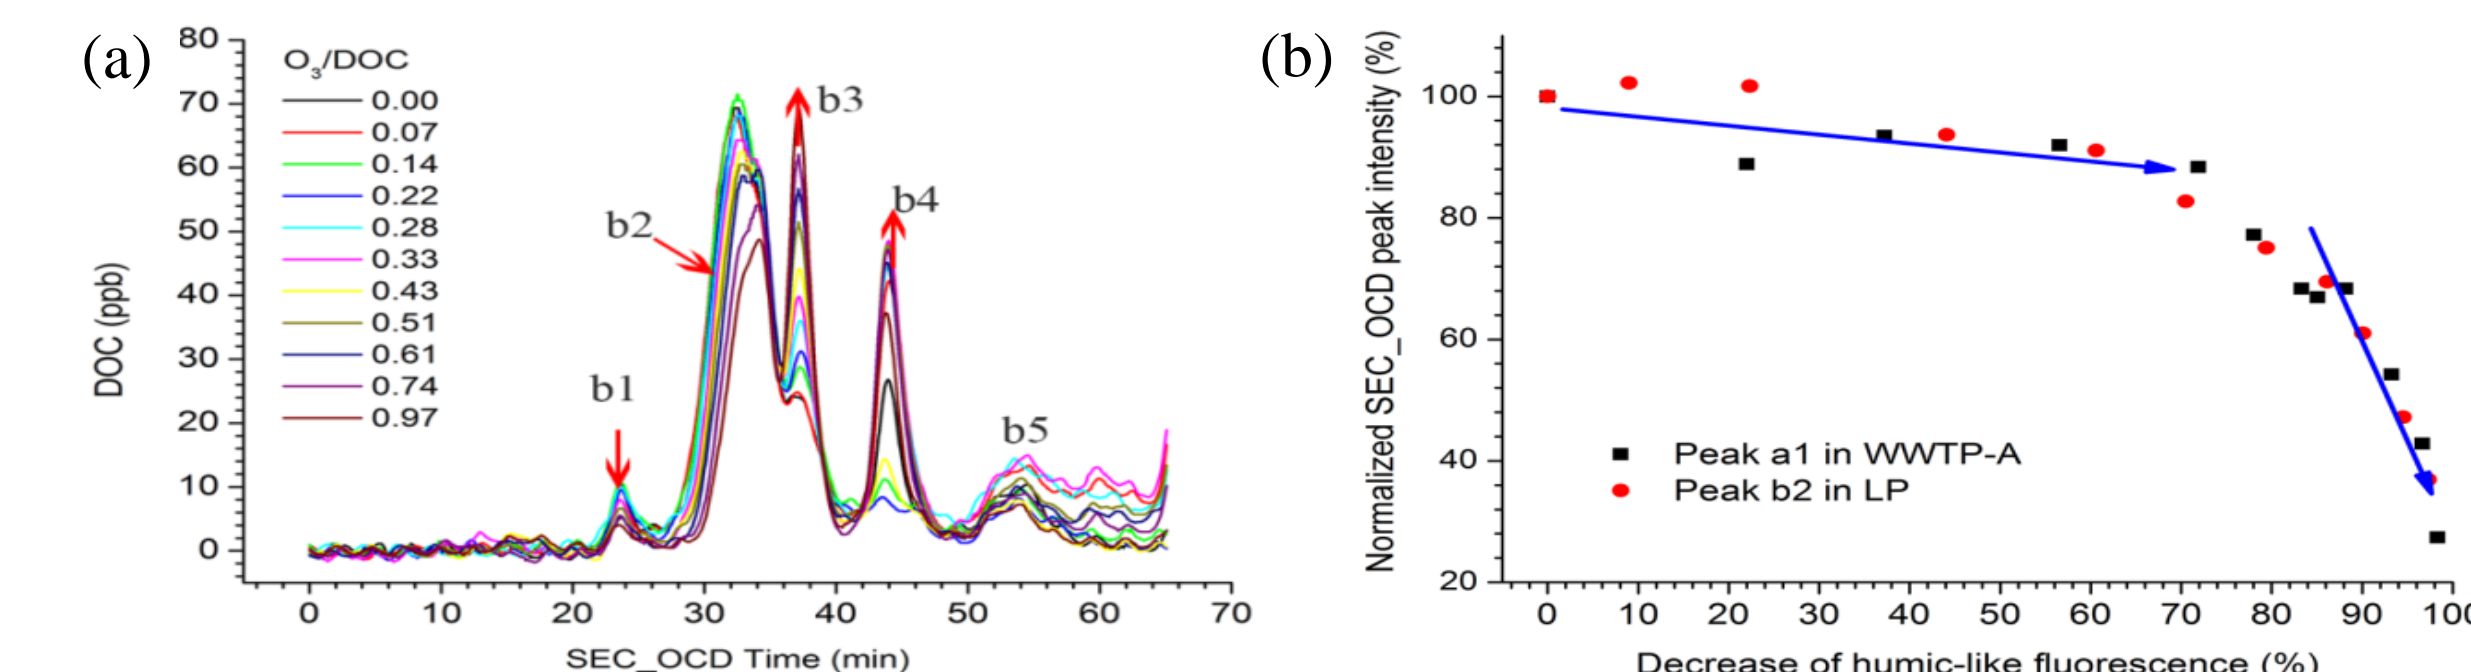 (a)
DOC (ppb)
80
70
60
50
40
30
20
10
0
O3/DOC
0.00
0.07
0.14
0.22
0.28
0.33
0.43
0.51
0.61
0.74
0.97
b1
b2
b3
b4
b5
0 10 20 30 40 50 60 70
SEC_OCD Time (min)
(b)
Normalized SEC_OCD peak intensity (%)
100
80
60
40
20
Peak a1 in WWTP-A
Peak b2 in LP
0 10 20 30 40 50 60 70 80 90 100
Decrease of humic-like fluorescence (%)